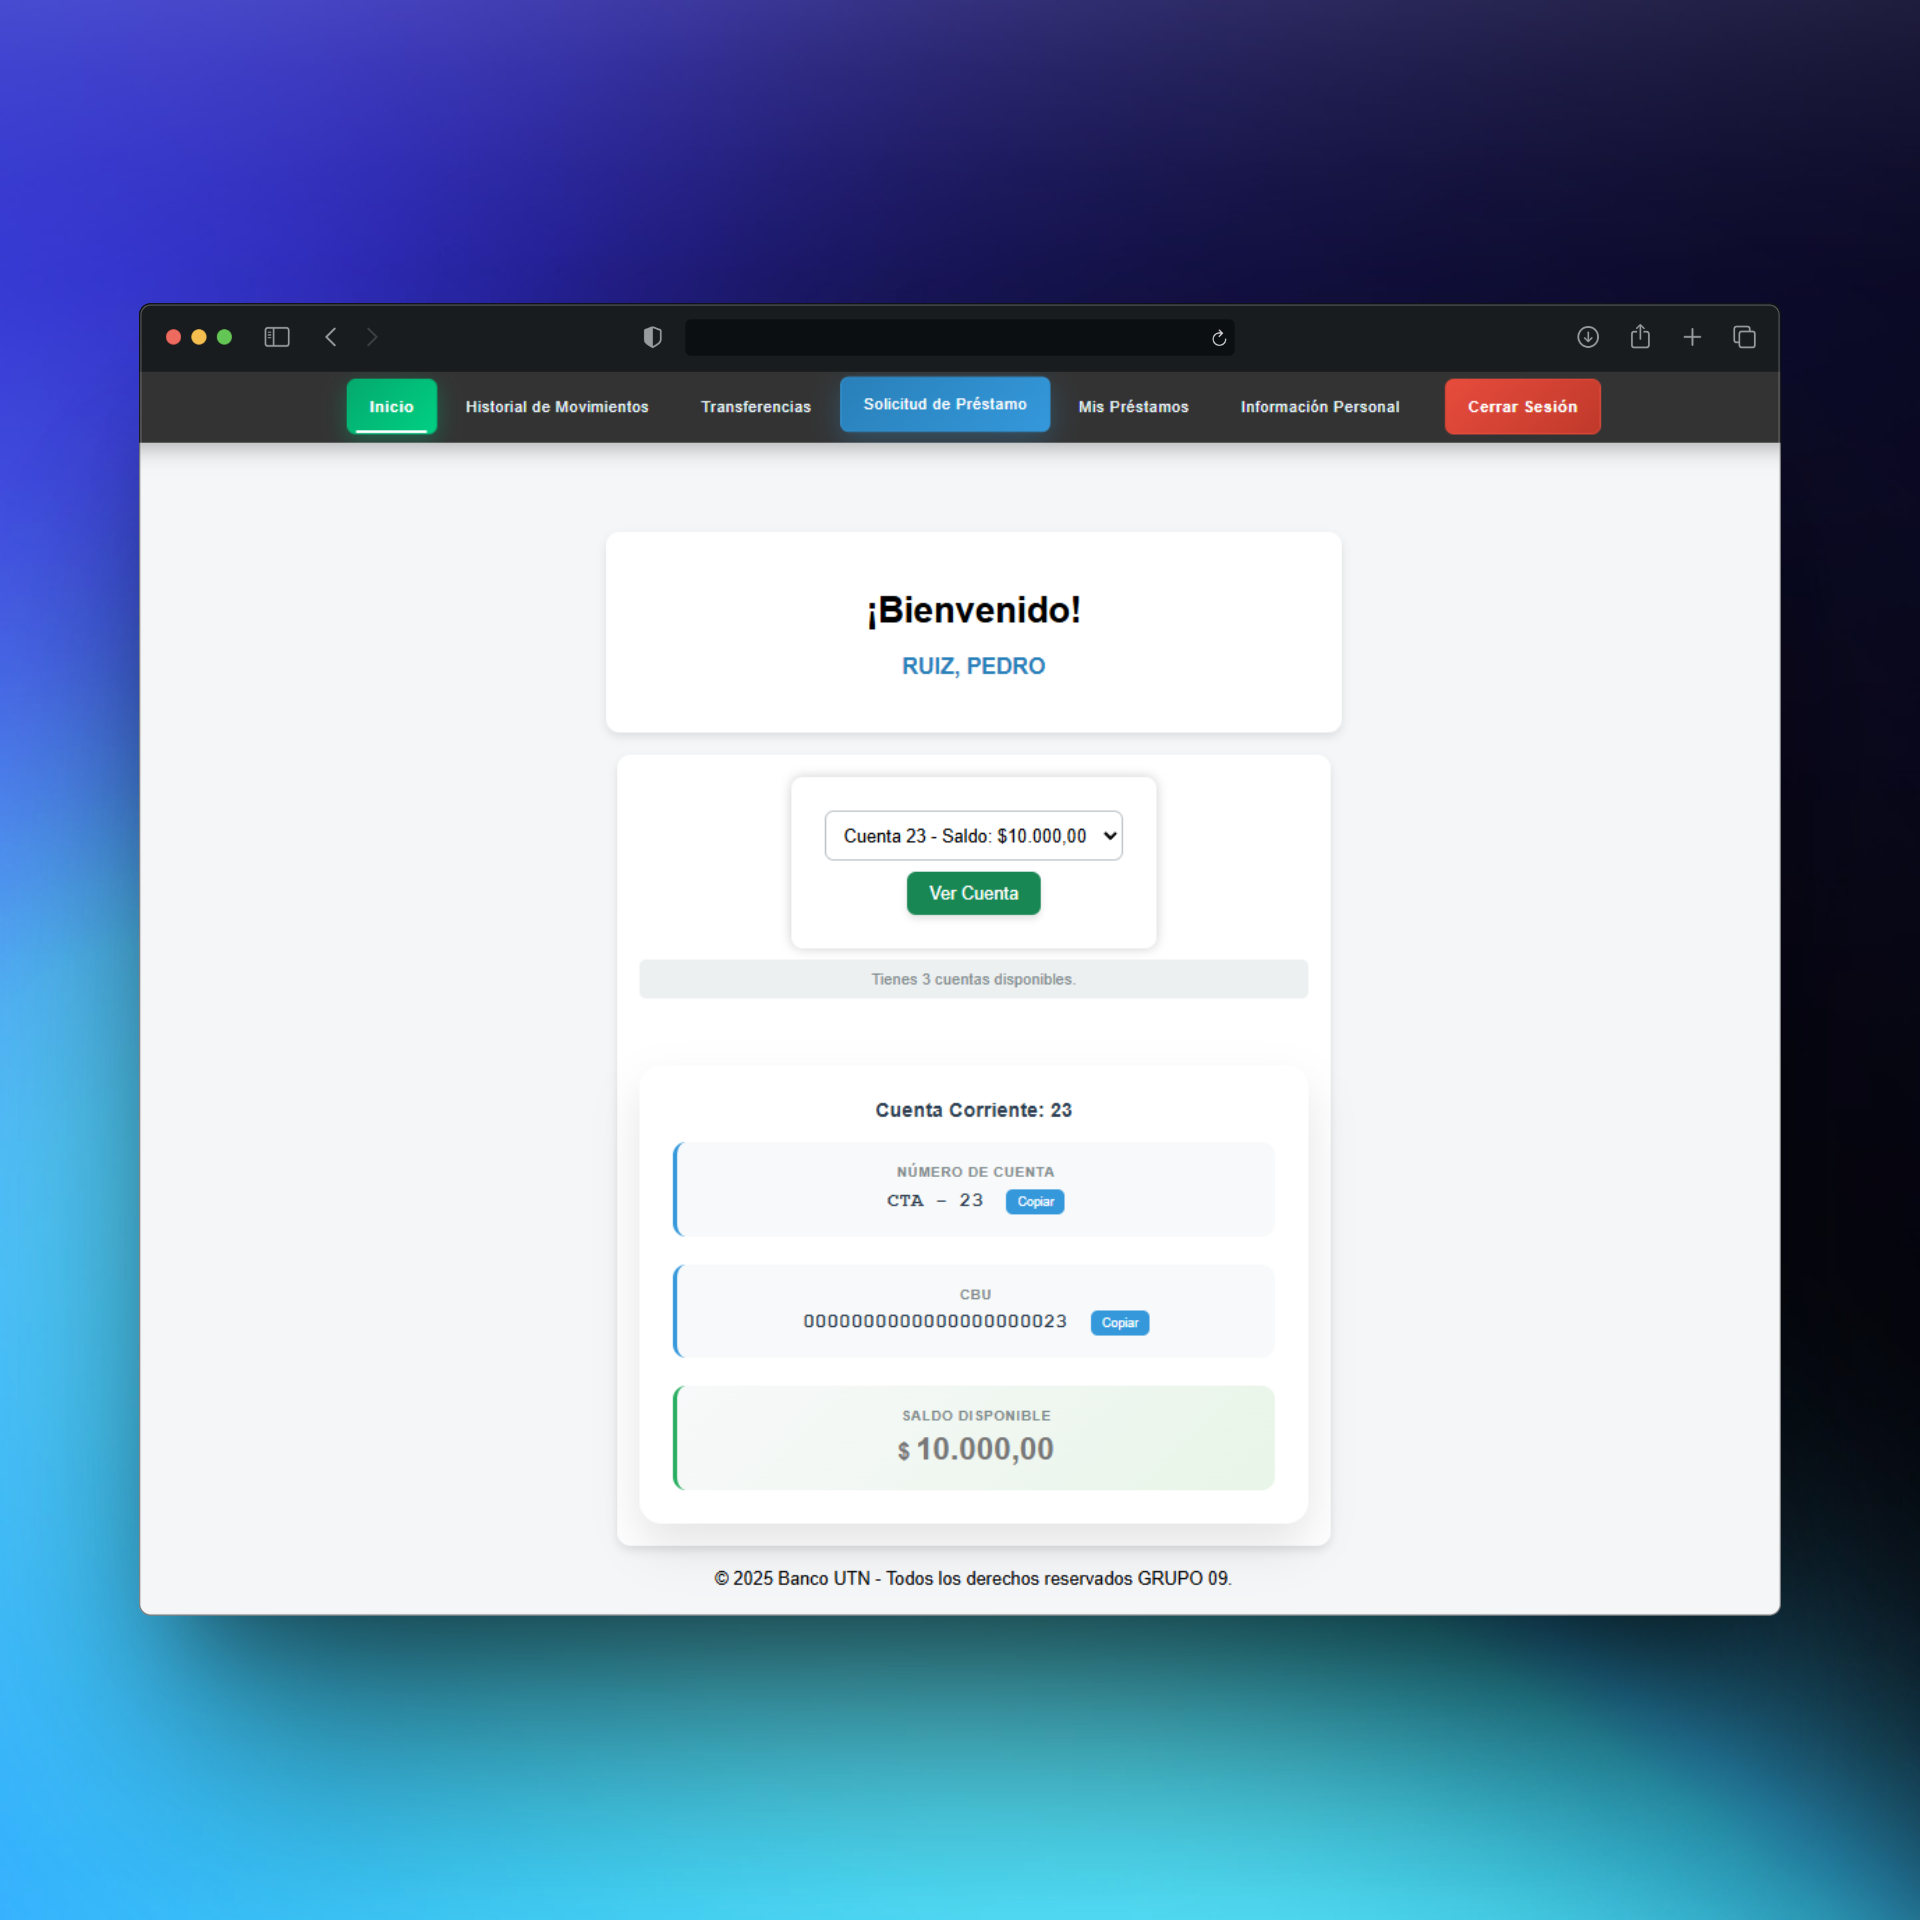 Inicio
Historial de Movimientos
Transferencias
Solicitud de Préstamo
Mis Préstamos
Información Personal
Cerrar Sesión
¡Bienvenido!
RUIZ, PEDRO
Cuenta 23 - Saldo: $10.000,00
Ver Cuenta
Tienes 3 cuentas disponibles.
Cuenta Corriente: 23
NÚMERO DE CUENTA
CTA - 23 Copiar
CBU
0000000000000000000023 Copiar
SALDO DISPONIBLE
$ 10.000,00
© 2025 Banco UTN - Todos los derechos reservados GRUPO 09.